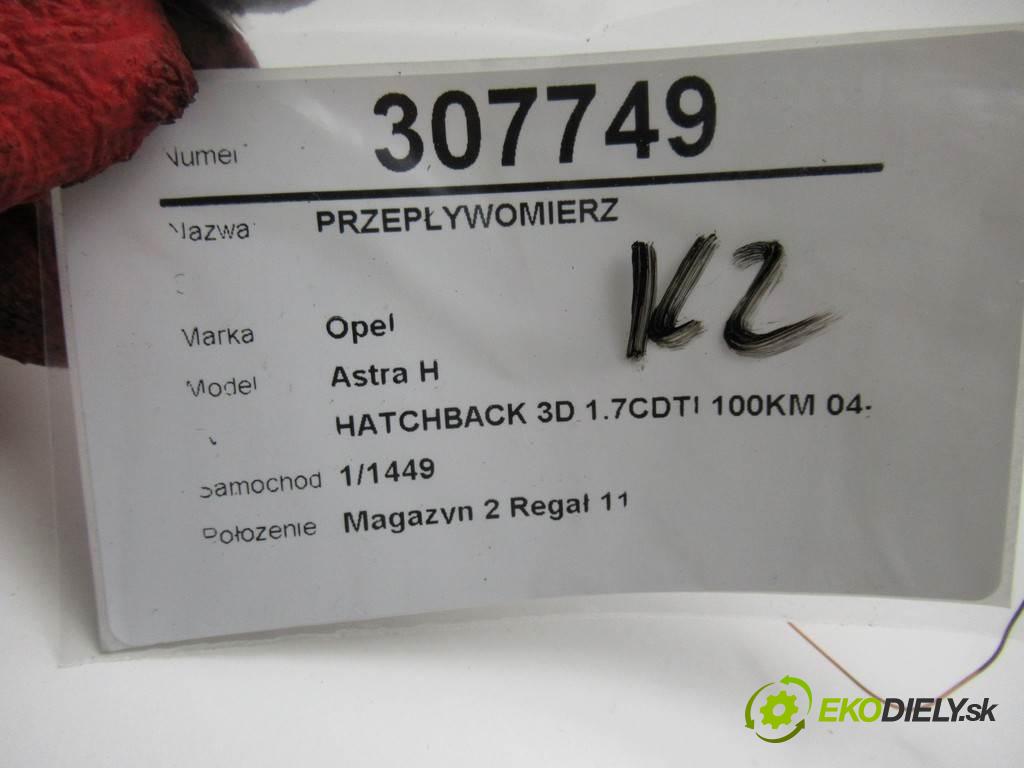 Numer 307749
Nazwa PRZEPŁYWOMIERZ
K2
Marka Opel
Model Astra H
HATCHBACK 3D 1.7CDTI 100KM 04-
Samochod 1/1449
Położenie Magazyn 2 Regał 11
EKODIELY.sk